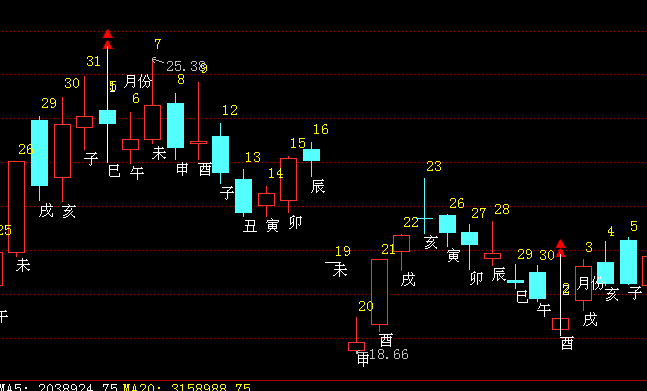 7
31
25.38
30
5
1
月份
8
9
29
6
12
26
16
15
子
未
23
13
巳
午
申
酉
14
辰
子
戌
亥
26
28
丑
寅
卯
22
27
5
25
亥
4
19
21
29
30
3
未
寅
戌
卯
辰
2
月份
巳
亥
子
未
20
午
戌
午
酉
酉
18.66
申
MA5: 2038924.75 MA20: 3158988.75